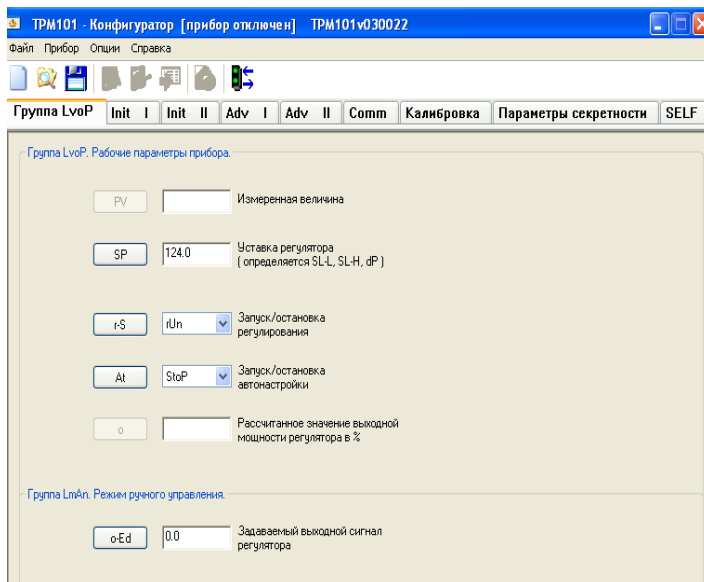 ТРМ101 - Конфигуратор [прибор отключен] TPM101v030022
Файл Прибор Опции Справка
Группа LvoP Init I Init II Adv I Adv II Comm Калибровка Параметры секретности SELF
Группа LvoP. Рабочие параметры прибора.
PV Измеренная величина
SP 124.0 Уставка регулятора
( определяется SL-L, SL-H, dP )
r-S rUn Запуск/остановка
регулирования
At StoP Запуск/остановка
автонастройки
o Рассчитанное значение выходной
мощности регулятора в %
Группа LmAn. Режим ручного управления.
o-Ed 0.0 Задаваемый выходной сигнал
регулятора